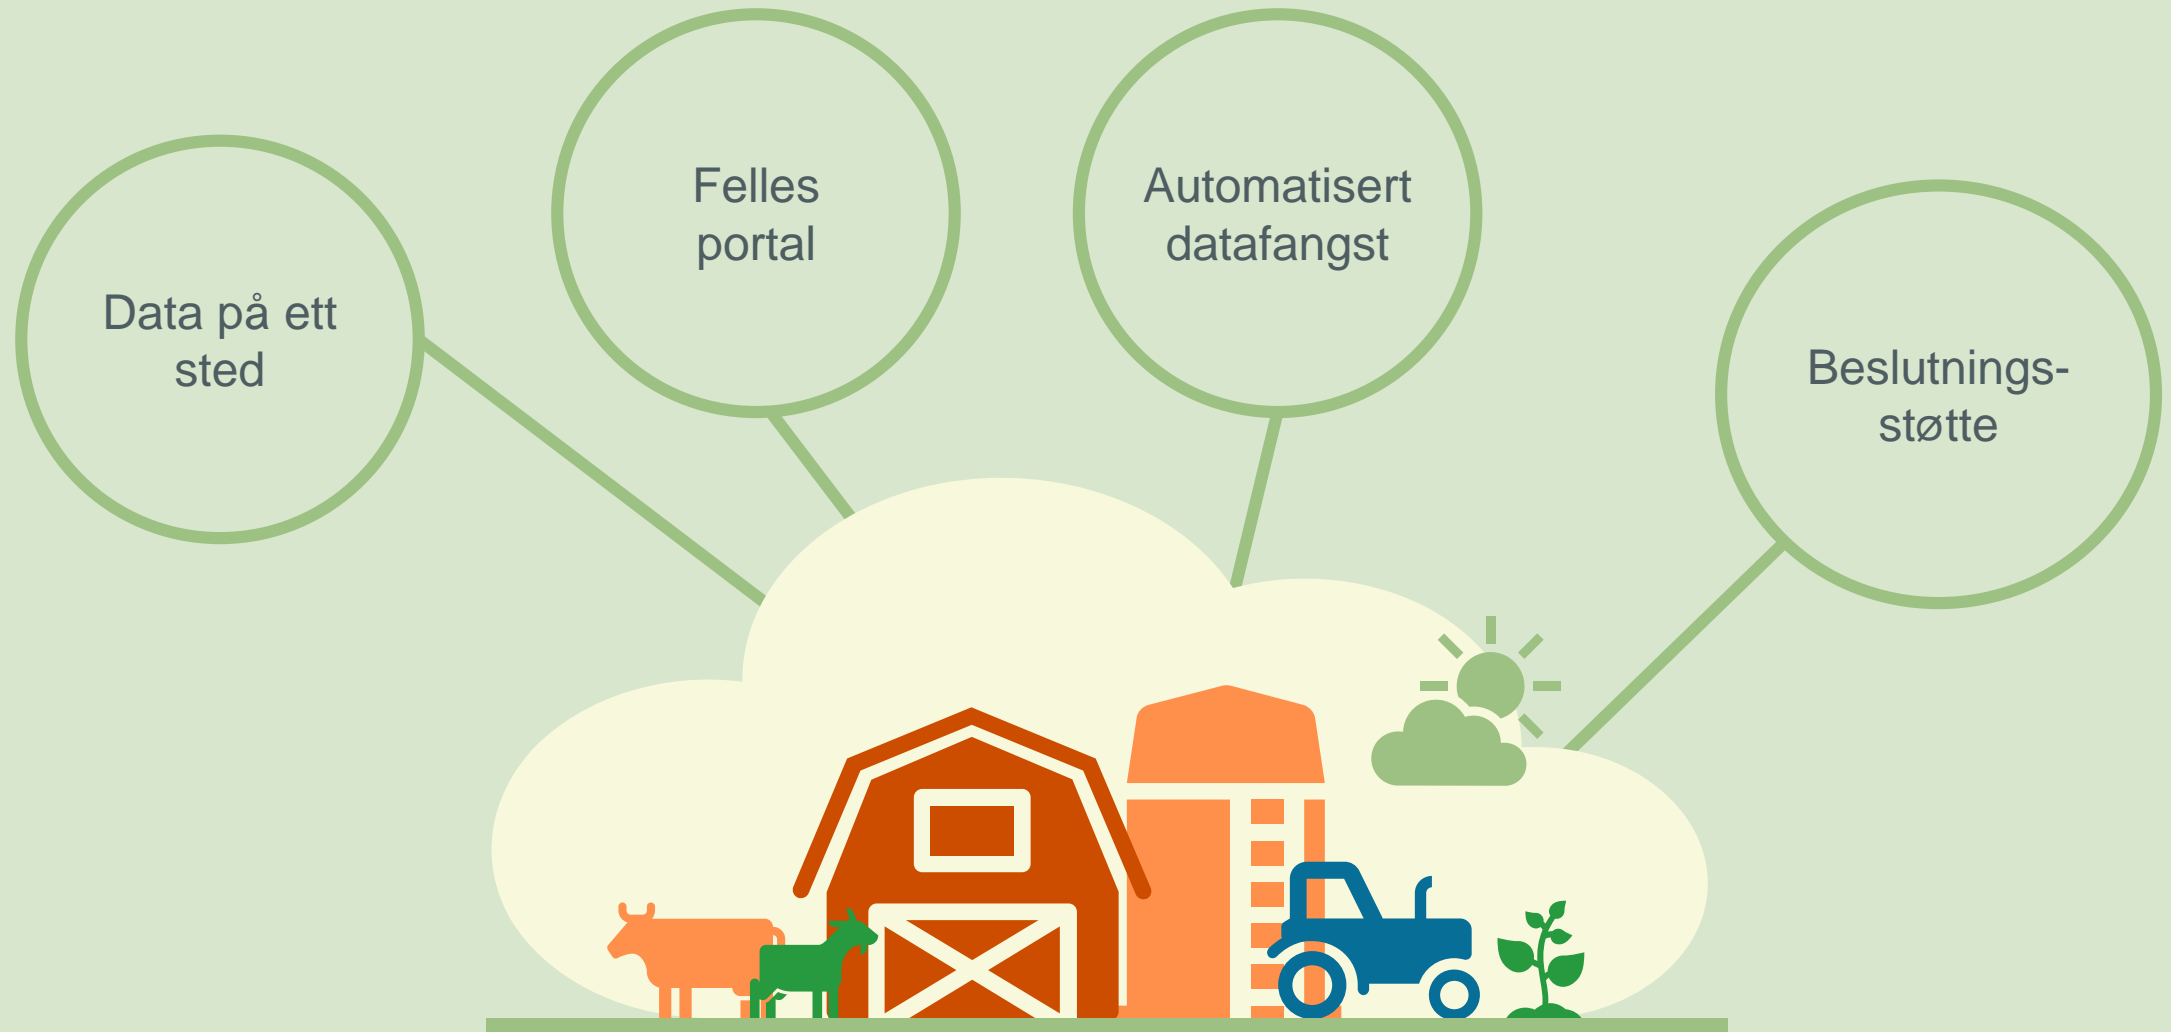 Data på ett
sted
Felles
portal
Automatisert
datafangst
Beslutnings-
støtte